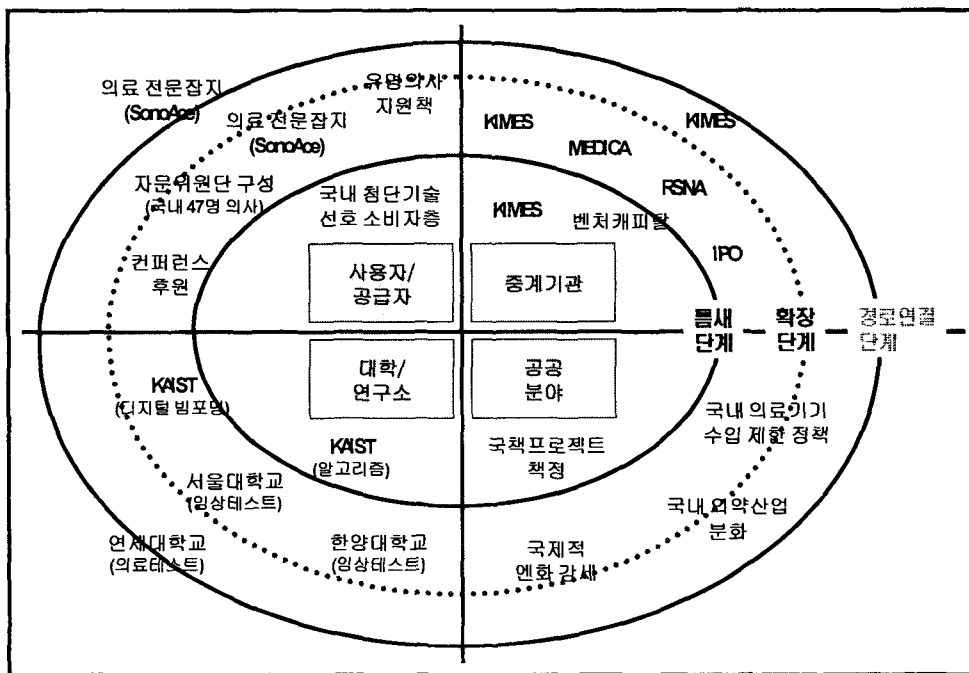 의료 전문잡지
(SonoAce)
유명의사
지원책
의료 전문잡지
(SonoAce)
KIMES
KIMES
MEDICA
자문위원단 구성
(국내 47명 의사)
국내 첨단기술
선호 소비자층
KIMES
RSNA
벤처캐피탈
컨퍼런스
후원
IPO
사용자/
공급자
중계기관
틈새
단계
확장
단계
경로연결
단계
대학/
연구소
공공
분야
KAIST
(디지털 빔포밍)
국내 의료기기
수입 제한 정책
KAIST
(알고리즘)
국책프로젝트
책정
서울대학교
(임상테스트)
국내 의약산업
분화
연세대학교
(의료테스트)
한양대학교
(임상테스트)
국제적
엔화 강세